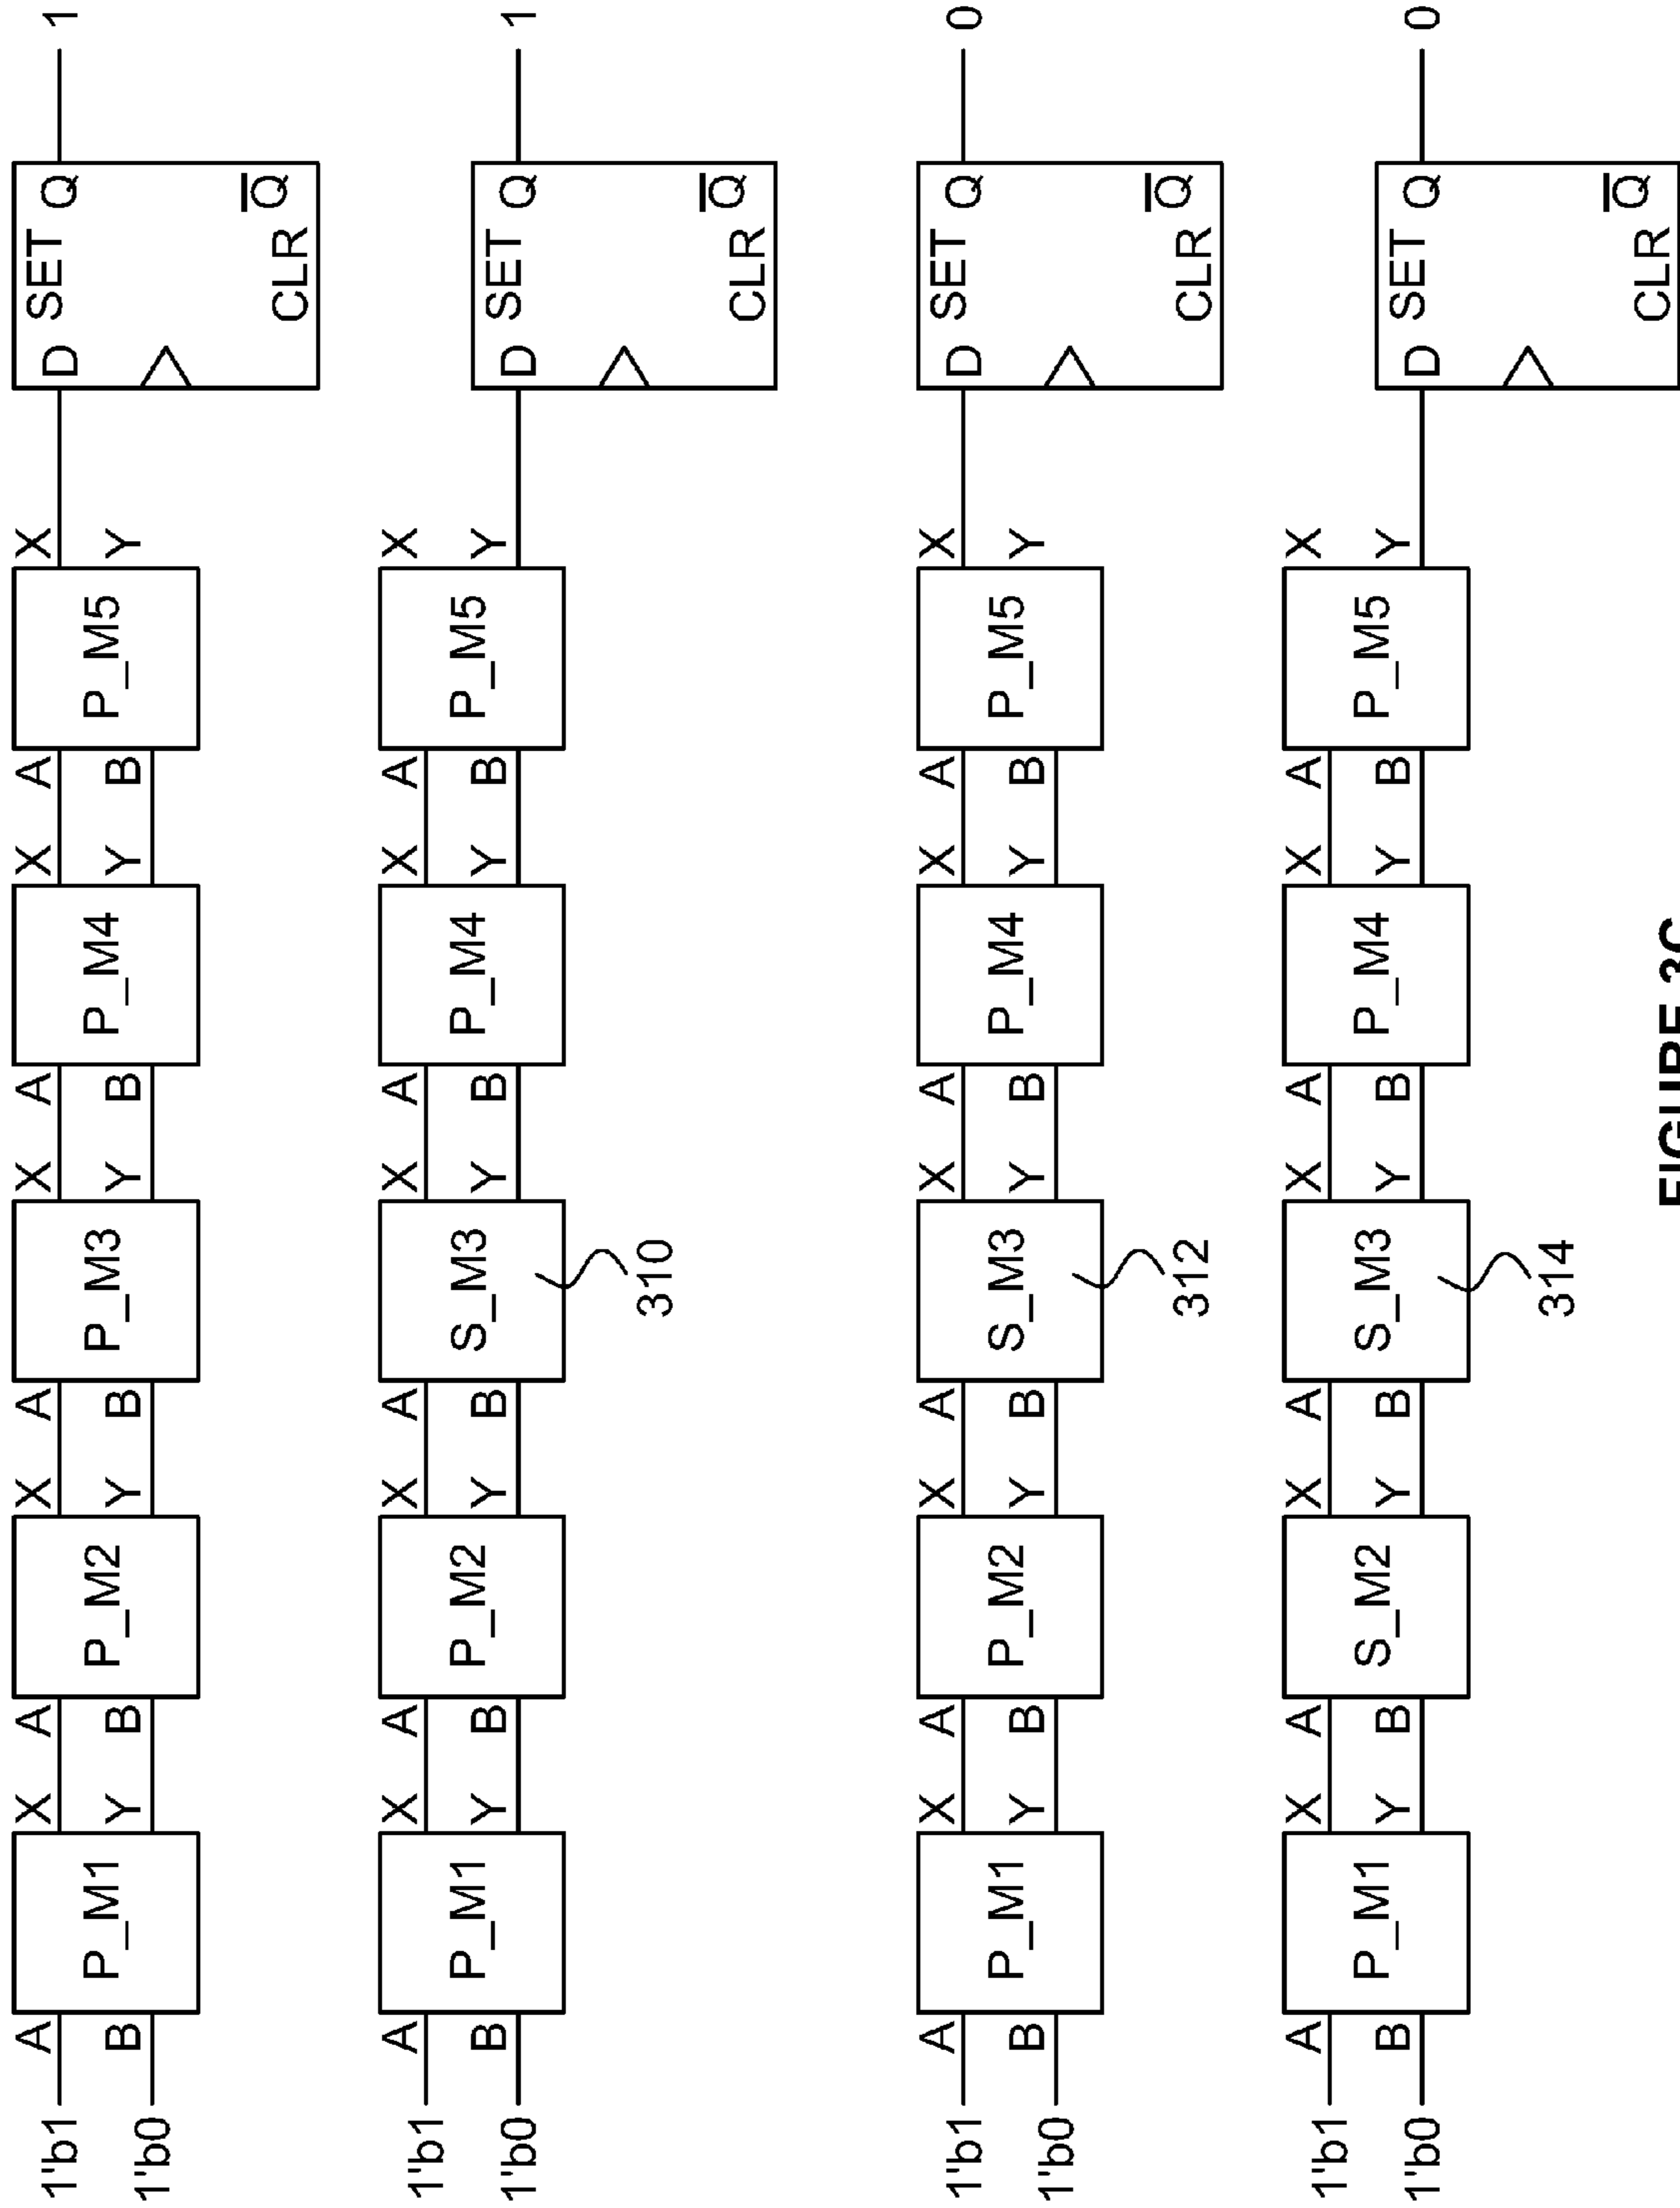 1'b1 A X A X A X A X A X D SET Q 1
P_M1 P_M2 P_M3 P_M4 P_M5
1'b0 B Y B Y B Y B Y B Y
CLR Q̅
1'b1 A X A X A X A X A X
P_M1 P_M2 S_M3 P_M4 P_M5
1'b0 B Y B Y B Y B Y B Y D SET Q 1
310
CLR Q̅
1'b1 A X A X A X A X A X D SET Q 0
P_M1 P_M2 S_M3 P_M4 P_M5
1'b0 B Y B Y B Y B Y B Y
312
CLR Q̅
1'b1 A X A X A X A X A X
P_M1 S_M2 S_M3 P_M4 P_M5
1'b0 B Y B Y B Y B Y B Y D SET Q 0
314
CLR Q̅
FIGURE 3C